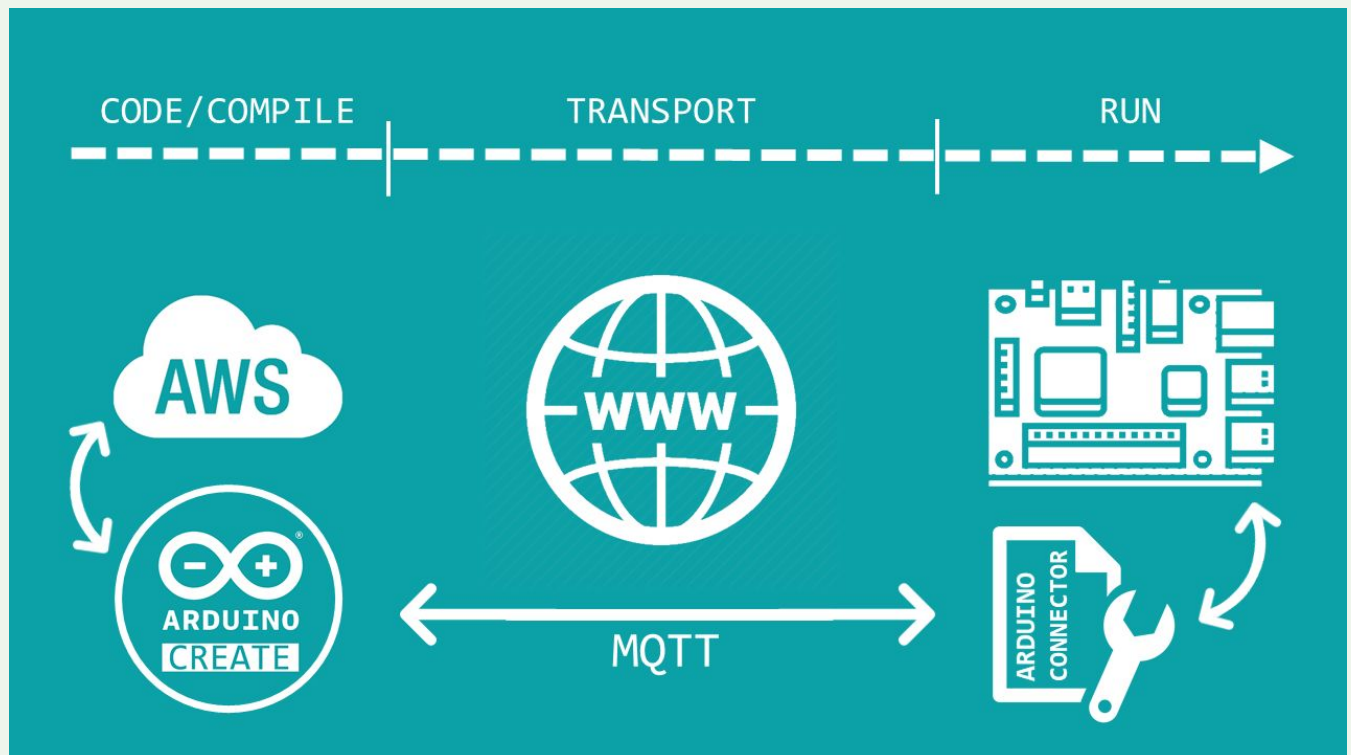 CODE/COMPILE
TRANSPORT
RUN
AWS
WWW
ARDUINO
CREATE
®
MQTT
ARDUINO
CONNECTOR